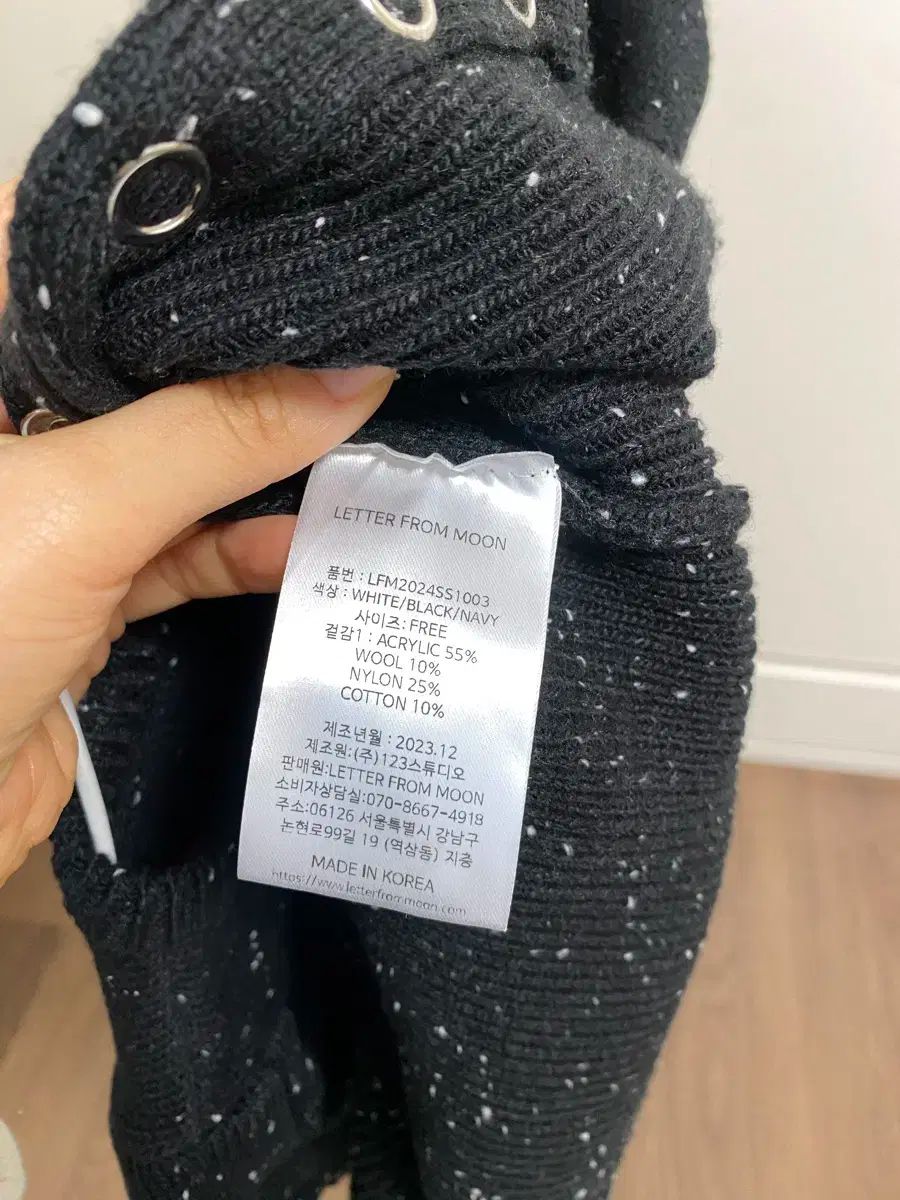 LETTER FROM MOON
품번 : LFM2024SS1003
색상 : WHITE/BLACK/NAVY
사이즈: FREE
겉감1 : ACRYLIC 55%
WOOL 10%
NYLON 25%
COTTON 10%
제조년월 : 2023.12
제조원:(주)123스튜디오
판매원:LETTER FROM MOON
소비자상담실:070-8667-4918
주소:06126 서울특별시 강남구
논현로99길 19 (역삼동) 지층
MADE IN KOREA
https://www.letterfrommoon.com